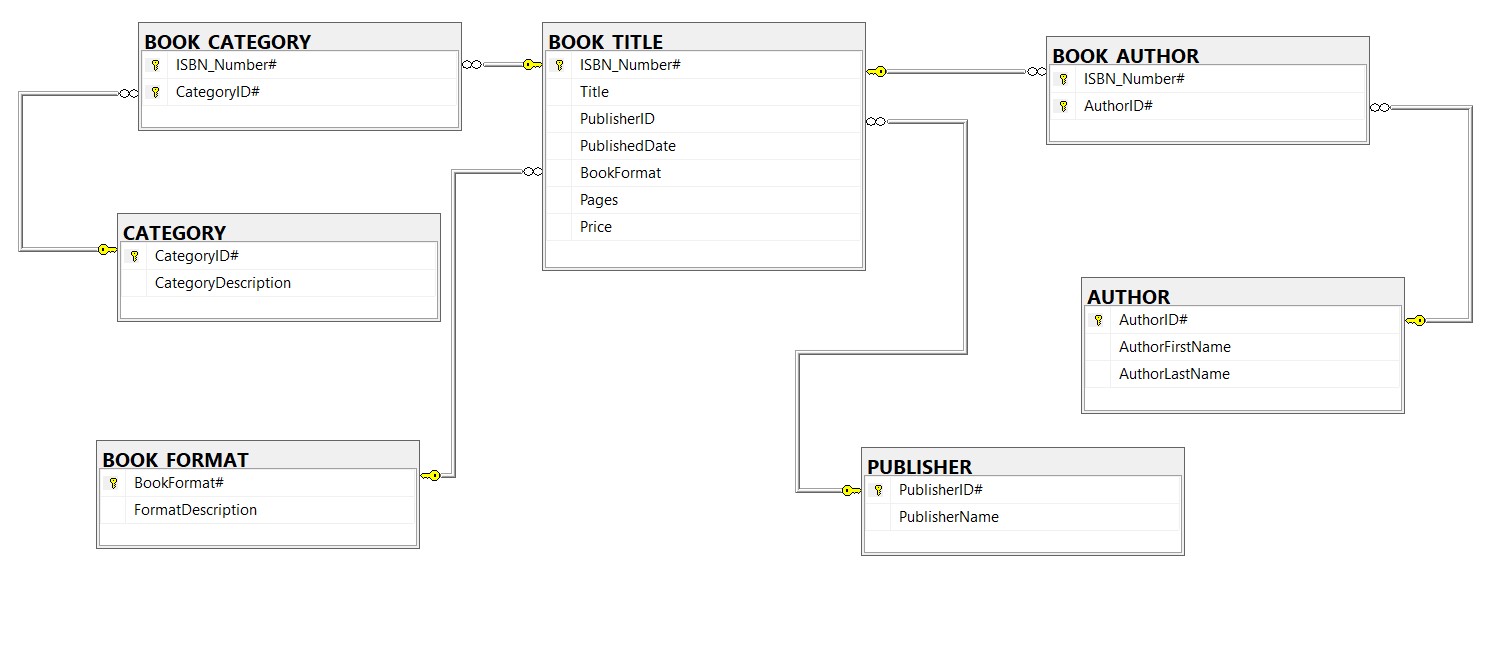 BOOK_CATEGORY
ISBN_Number#
CategoryID#
BOOK_TITLE
ISBN_Number#
Title
PublisherID
PublishedDate
BookFormat
Pages
Price
BOOK_AUTHOR
ISBN_Number#
AuthorID#
CATEGORY
CategoryID#
CategoryDescription
AUTHOR
AuthorID#
AuthorFirstName
AuthorLastName
BOOK_FORMAT
BookFormat#
FormatDescription
PUBLISHER
PublisherID#
PublisherName